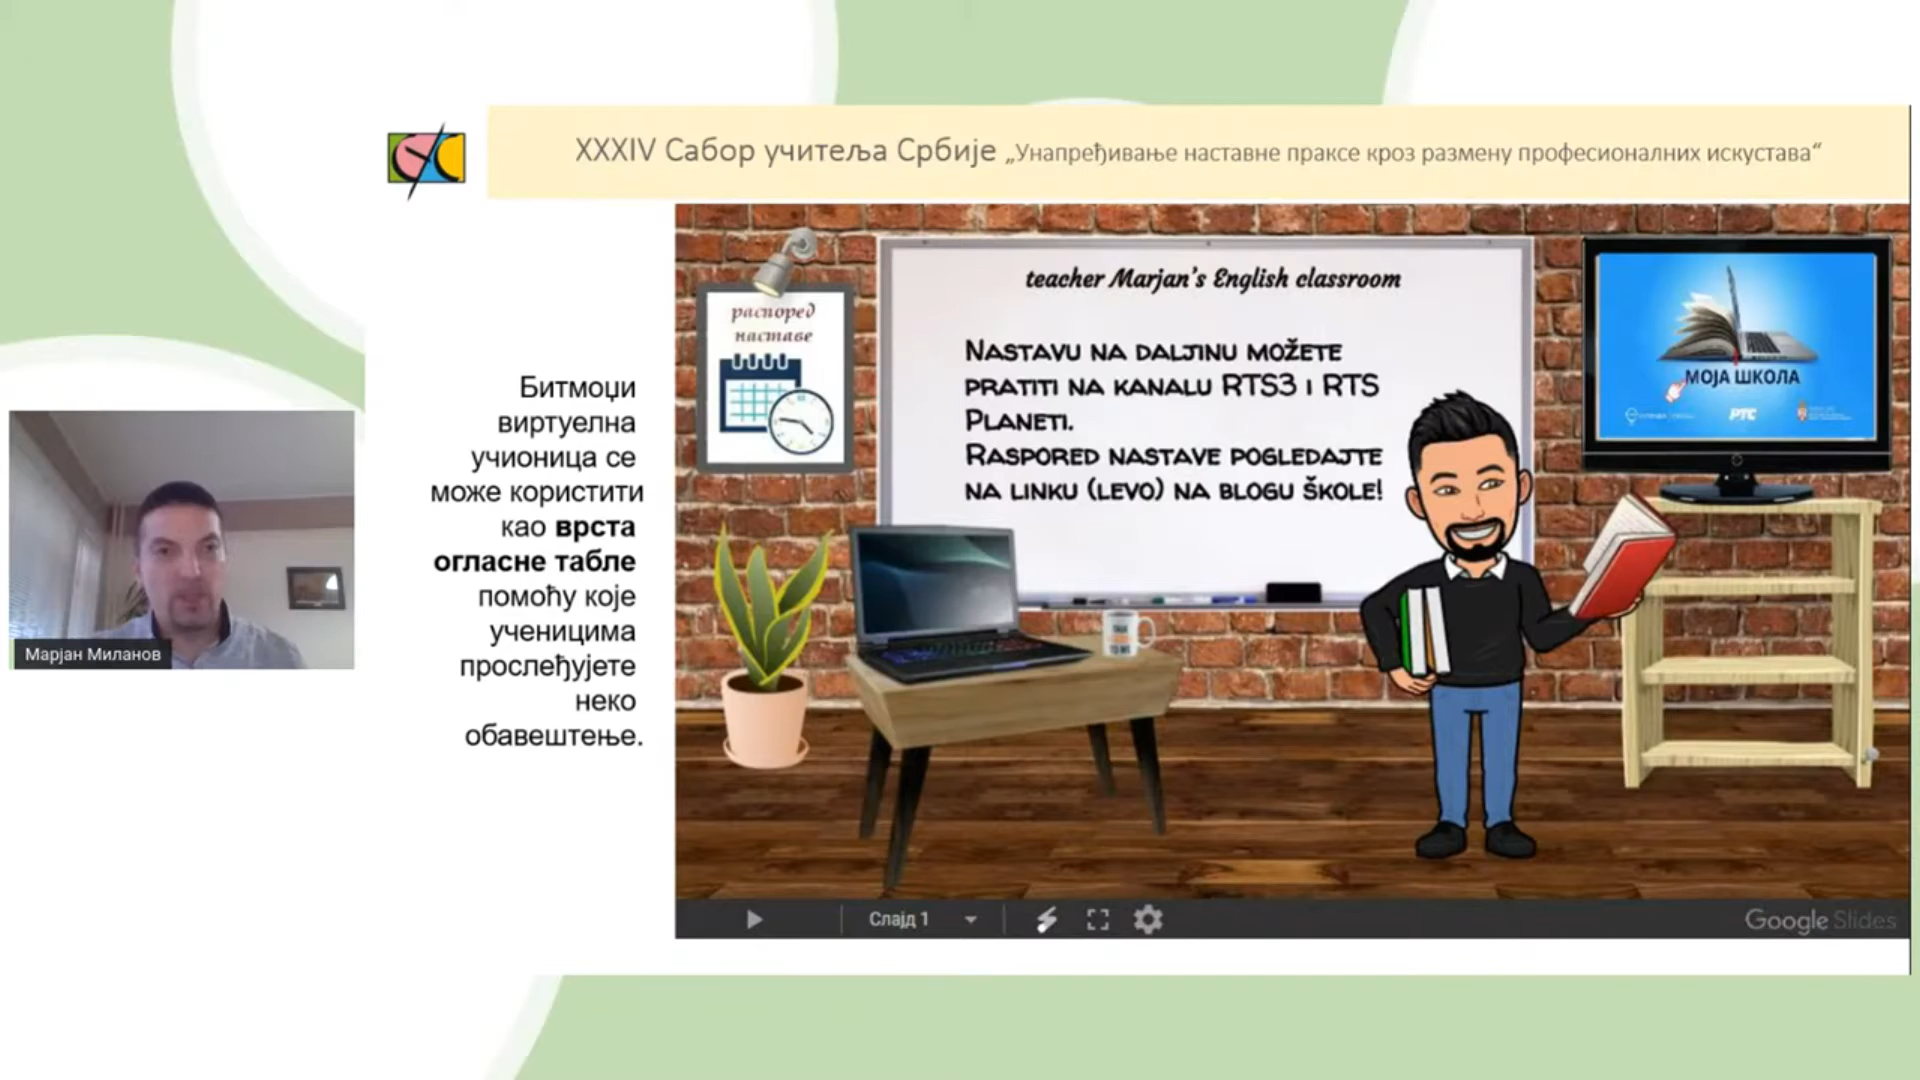 XXXIV Сабор учитеља Србије „Унапређивање наставне праксе кроз размену професионалних искустава“
Битмоџи
виртуелна
учионица се
може користити
као врста
огласне табле
помоћу које
ученицима
прослеђујете
неко
обавештење.
Марјан Миланов
распоред
наставе
teacher Marjan's English classroom
NASTAVU NA DALJINU MOŽETE
PRATITI NA KANALU RTS3 I RTS
PLANETI.
RASPORED NASTAVE POGLEDAJTE
NA LINKU (LEVO) NA BLOGU ŠKOLE!
МОЈА ШКОЛА
РТС
Слајд 1
Google Slides